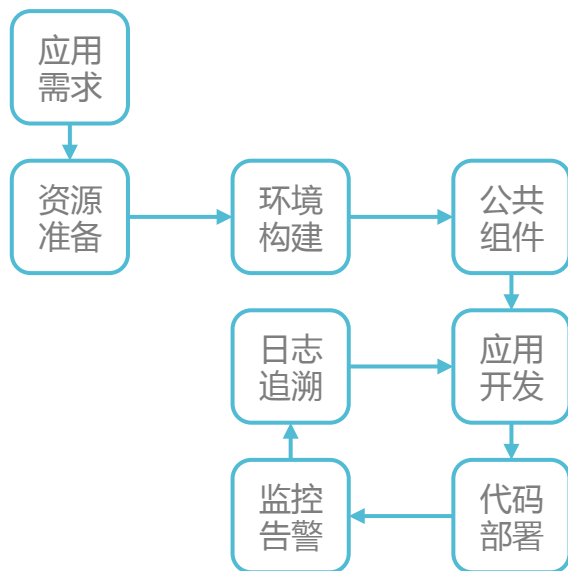 应用
需求
资源
准备
环境
构建
公共
组件
日志
追溯
应用
开发
监控
告警
代码
部署